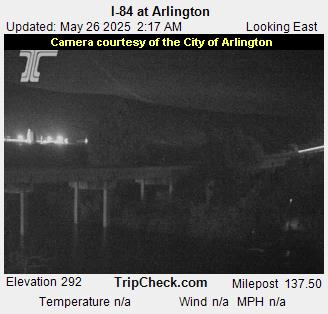 I-84 at Arlington
Updated: May 26 2025 2:17 AM Looking East
Camera courtesy of the City of Arlington
Elevation 292 TripCheck.com Milepost 137.50
Temperature n/a Wind n/a MPH n/a